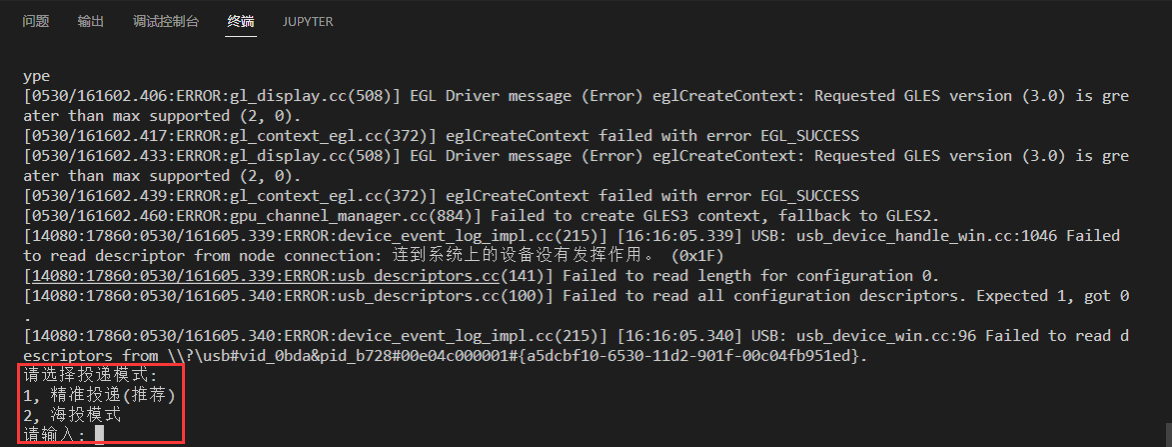 问题 输出 调试控制台 终端 JUPYTER
ype
[0530/161602.406:ERROR:gl_display.cc(508)] EGL Driver message (Error) eglCreateContext: Requested GLES version (3.0) is gre
ater than max supported (2, 0).
[0530/161602.417:ERROR:gl_context_egl.cc(372)] eglCreateContext failed with error EGL_SUCCESS
[0530/161602.433:ERROR:gl_display.cc(508)] EGL Driver message (Error) eglCreateContext: Requested GLES version (3.0) is gre
ater than max supported (2, 0).
[0530/161602.439:ERROR:gl_context_egl.cc(372)] eglCreateContext failed with error EGL_SUCCESS
[0530/161602.460:ERROR:gpu_channel_manager.cc(884)] Failed to create GLES3 context, fallback to GLES2.
[14080:17860:0530/161605.339:ERROR:device_event_log_impl.cc(215)] [16:16:05.339] USB: usb_device_handle_win.cc:1046 Failed
to read descriptor from node connection: 连到系统上的设备没有发挥作用。 (0x1F)
[14080:17860:0530/161605.339:ERROR:usb_descriptors.cc(141)] Failed to read length for configuration 0.
[14080:17860:0530/161605.340:ERROR:usb_descriptors.cc(100)] Failed to read all configuration descriptors. Expected 1, got 0
.
[14080:17860:0530/161605.340:ERROR:device_event_log_impl.cc(215)] [16:16:05.340] USB: usb_device_win.cc:96 Failed to read d
escriptors from \\?\usb#vid_0bda&pid_b728#00e04c000001#{a5dcbf10-6530-11d2-901f-00c04fb951ed}.
请选择投递模式:
1, 精准投递(推荐)
2, 海投模式
请输入: